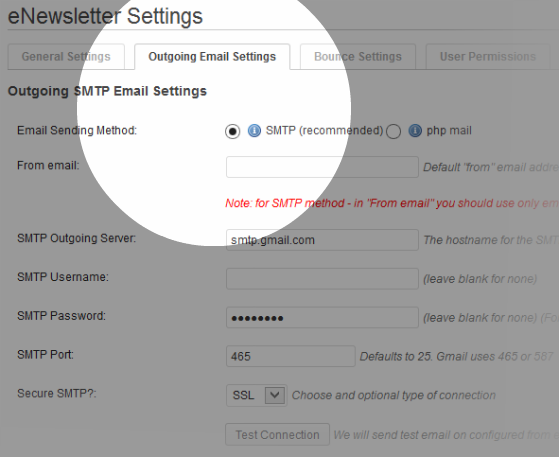 eNewsletter Settings
General Settings Outgoing Email Settings Bounce Settings User Permissions
Outgoing SMTP Email Settings
Email Sending Method: SMTP (recommended) php mail
From email: Default "from" email addre
Note: for SMTP method - in "From email" you should use only em
SMTP Outgoing Server: smtp.gmail.com The hostname for the SMT
SMTP Username: (leave blank for none)
SMTP Password: •••••••• (leave blank for none) (Fo
SMTP Port: 465 Defaults to 25. Gmail uses 465 or 587
Secure SMTP?: SSL Choose and optional type of connection
Test Connection We will send test email on configured from e